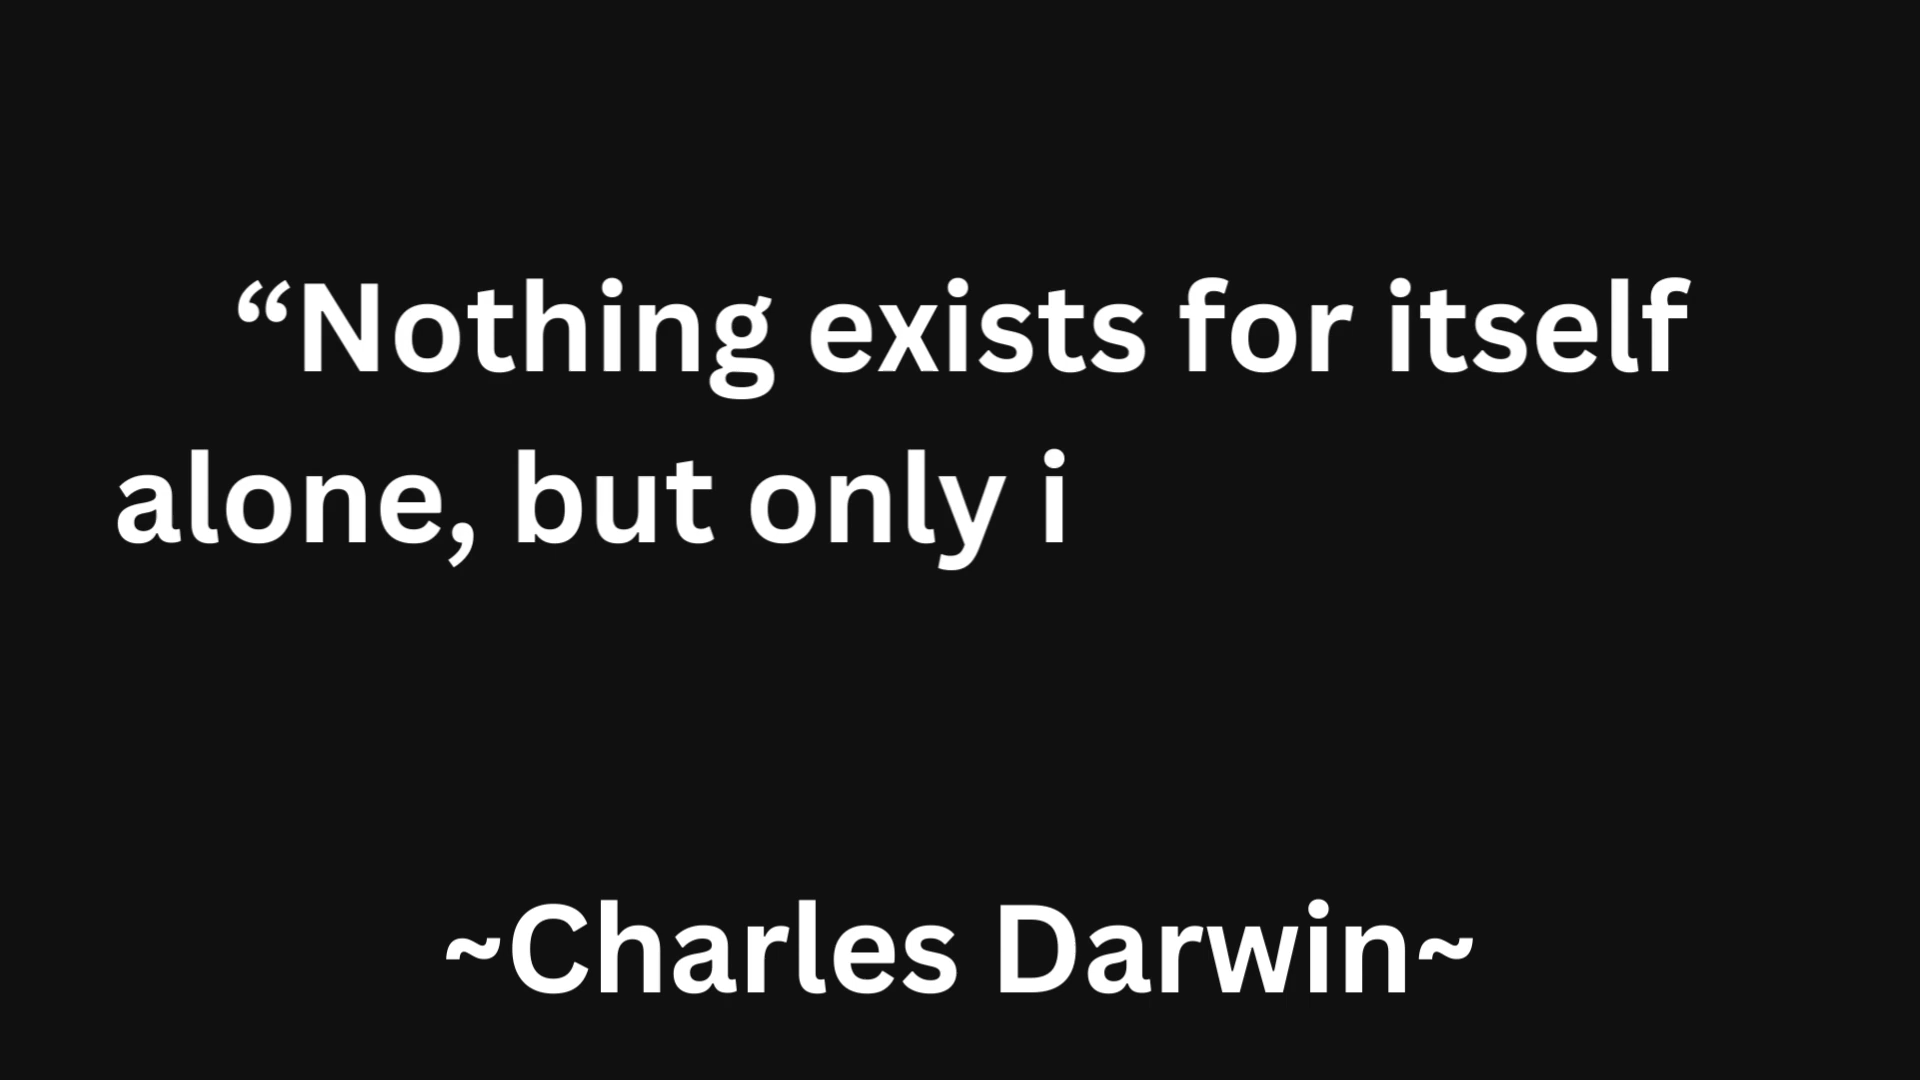 “Nothing exists for itself
alone, but only i
~Charles Darwin~